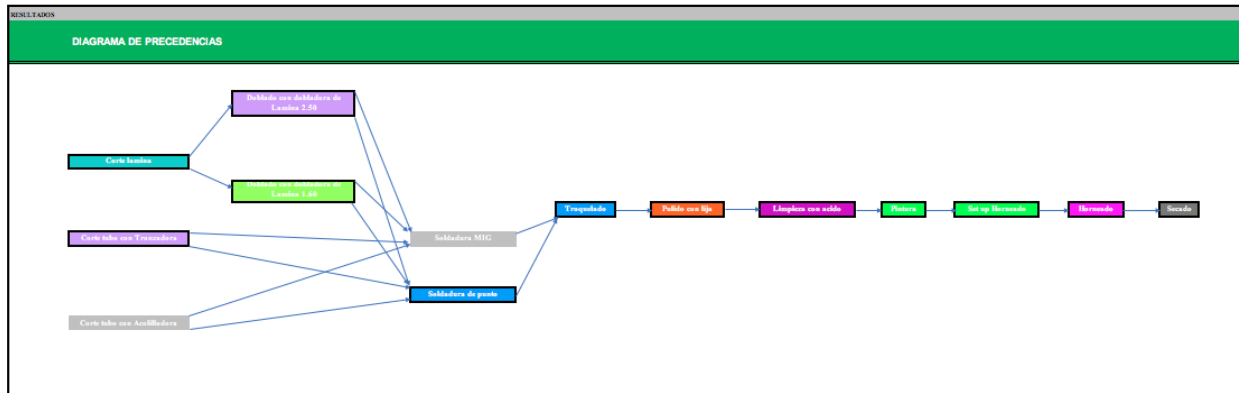 RESULTADOS
DIAGRAMA DE PRECEDENCIAS
Doblado con dobladora de
Lamina 2.50
Corte lamina
Doblado con dobladora de
Lamina 1.60
Troquelado
Pulido con lija
Limpieza con acido
Pintura
Set up Horneado
Horneado
Secado
Corte tubo con Tronzadora
Soldadura MIG
Soldadura de punto
Corte tubo con Acolilladora